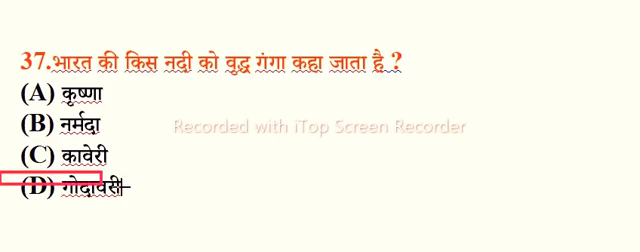 37.भारत की किस नदी को वृद्ध गंगा कहा जाता है ?
(A) कृष्णा
(B) नर्मदा
Recorded with iTop Screen Recorder
(C) कावेरी
(D) गोदावरी